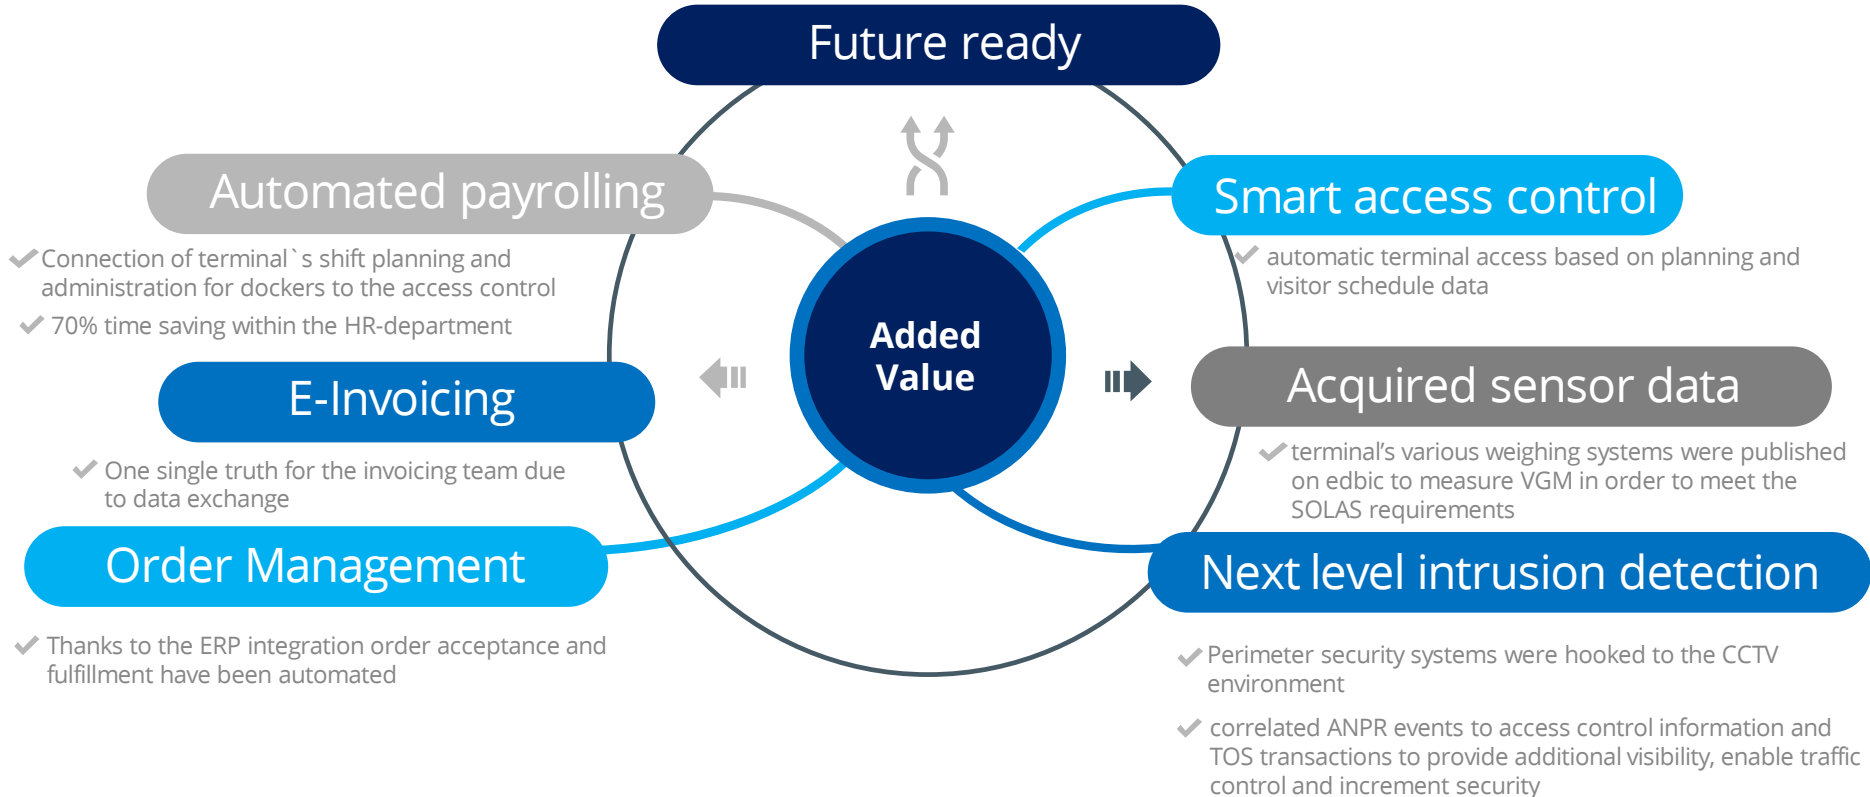 Future ready
Automated payrolling
Connection of terminal`s shift planning and
administration for dockers to the access control
70% time saving within the HR-department
E-Invoicing
One single truth for the invoicing team due
to data exchange
Order Management
Thanks to the ERP integration order acceptance and
fulfillment have been automated
Added
Value
Smart access control
automatic terminal access based on planning and
visitor schedule data
Acquired sensor data
terminal’s various weighing systems were published
on edbic to measure VGM in order to meet the
SOLAS requirements
Next level intrusion detection
Perimeter security systems were hooked to the CCTV
environment
correlated ANPR events to access control information and
TOS transactions to provide additional visibility, enable traffic
control and increment security